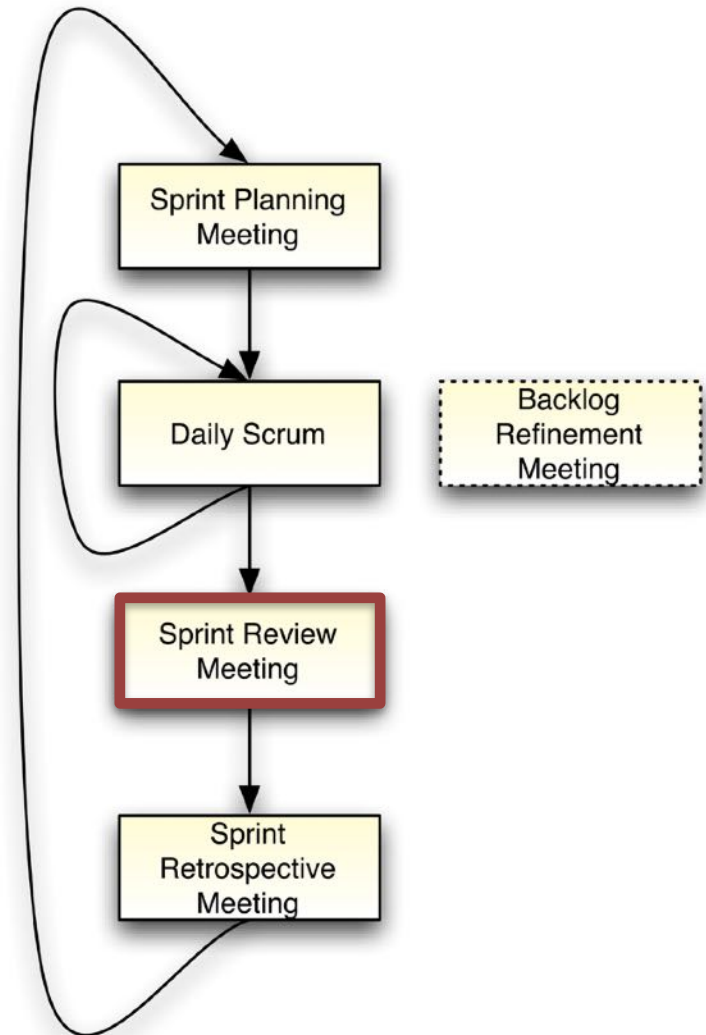 Sprint Planning
Meeting
Daily Scrum
Backlog
Refinement
Meeting
Sprint Review
Meeting
Sprint
Retrospective
Meeting